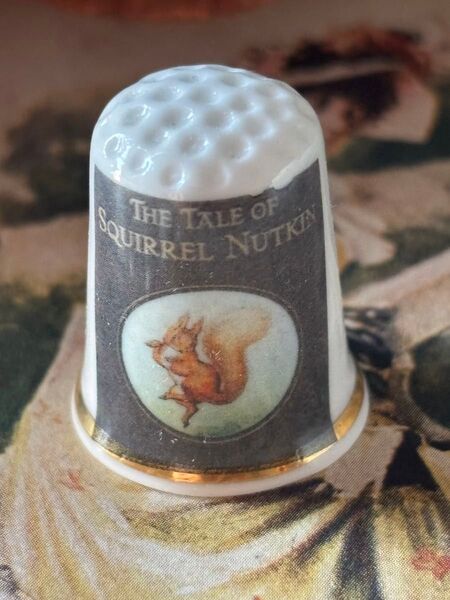 THE TALE OF
SQUIRREL NUTKIN